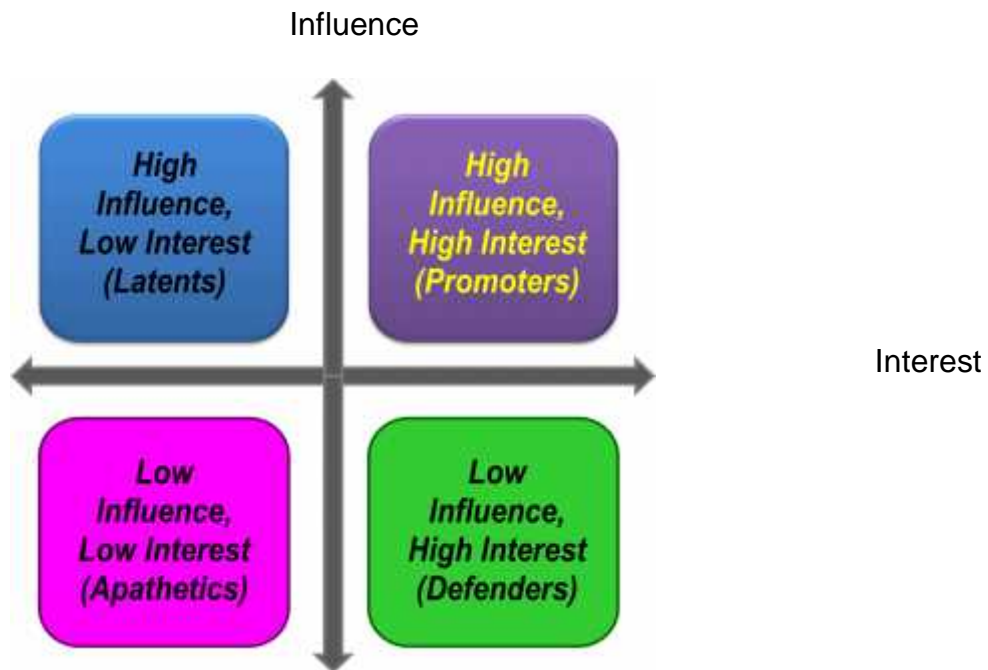 Influence
High
Influence,
Low Interest
(Latents)
High
Influence,
High Interest
(Promoters)
Interest
Low
Influence,
Low Interest
(Apathetics)
Low
Influence,
High Interest
(Defenders)